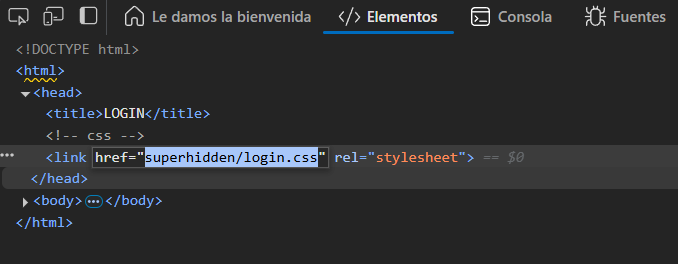 Le damos la bienvenida </> Elementos Consola Fuentes
<!DOCTYPE html>
<html>
<head>
<title>LOGIN</title>
<!-- css -->
... <link href="superhidden/login.css" rel="stylesheet"> == $0
</head>
<body>...</body>
</html>